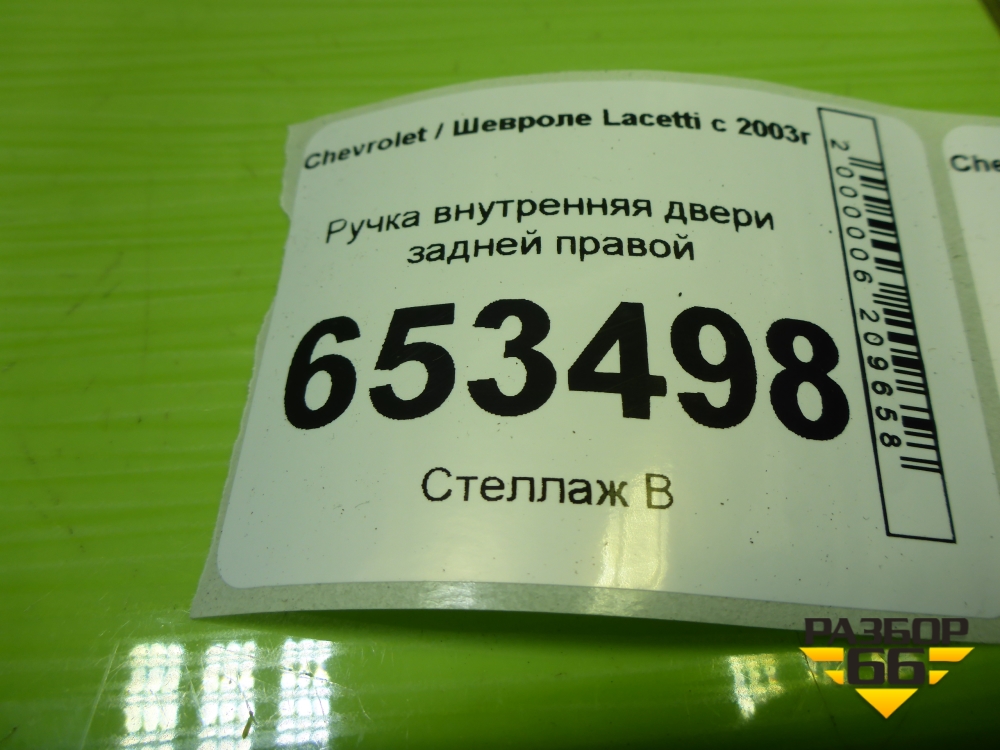 Chevrolet / Шевроле Lacetti с 2003г
Ручка внутренняя двери
задней правой
653498
Стеллаж В
2000006209658
Che
РАЗБОР
66